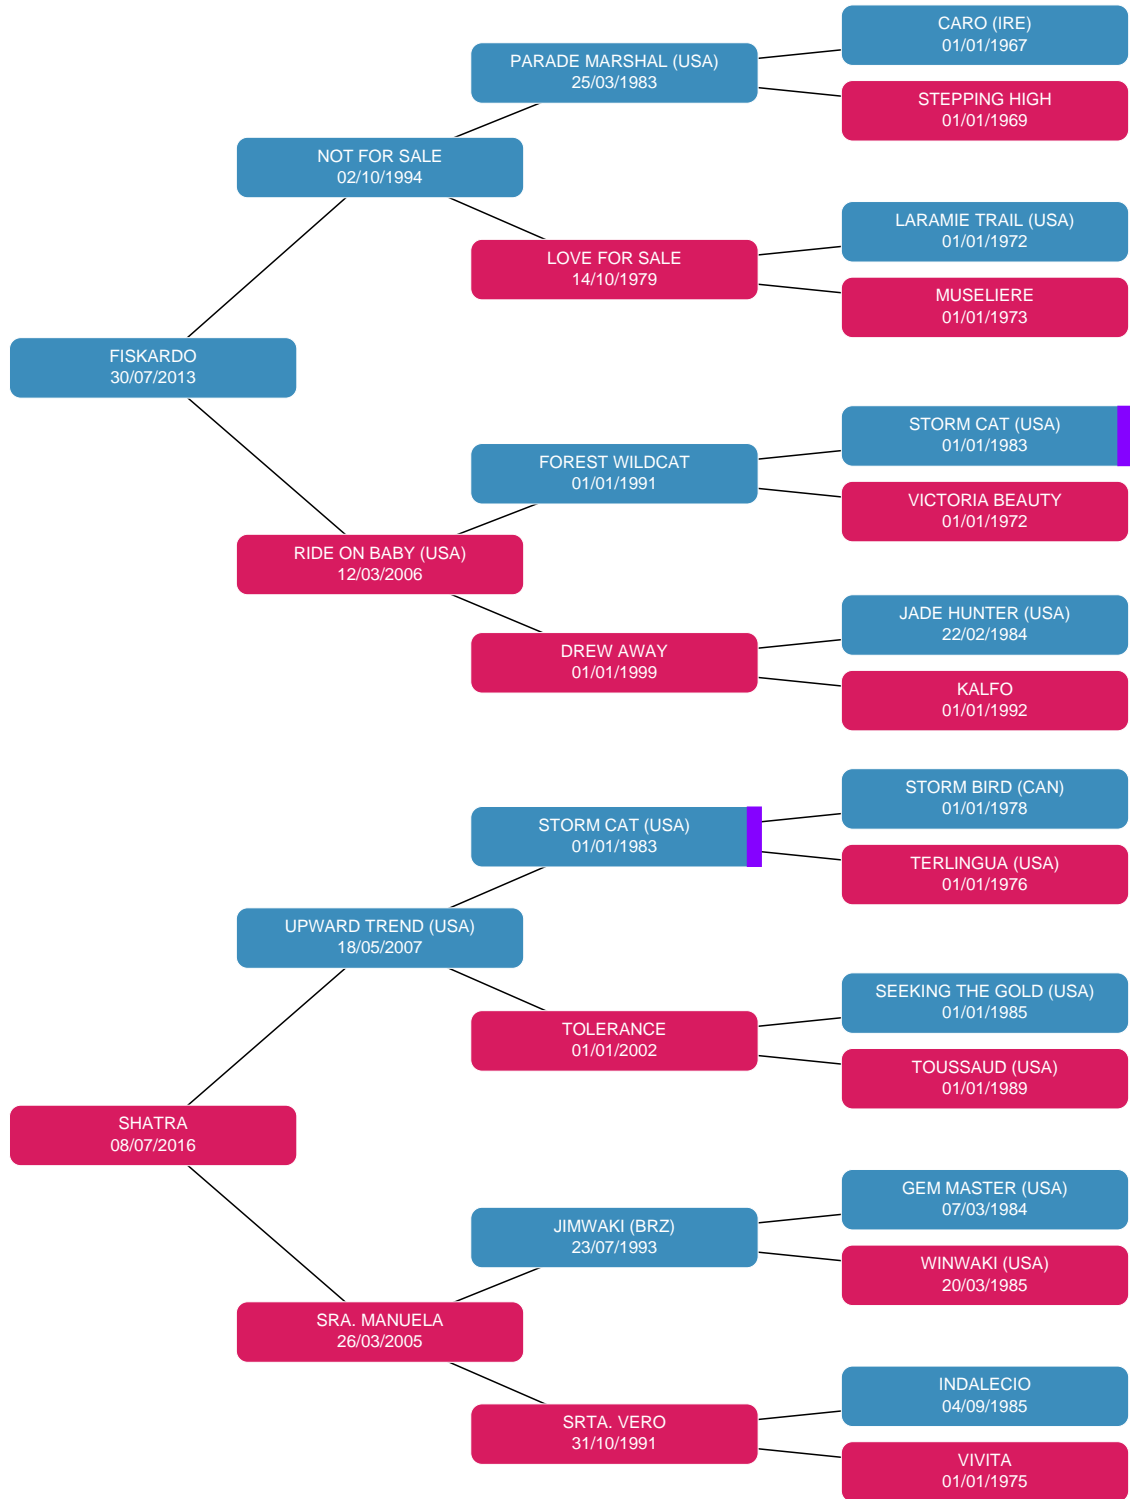 CARO (IRE)
01/01/1967
PARADE MARSHAL (USA)
25/03/1983
STEPPING HIGH
01/01/1969
NOT FOR SALE
02/10/1994
LARAMIE TRAIL (USA)
01/01/1972
LOVE FOR SALE
14/10/1979
MUSELIERE
01/01/1973
FISKARDO
30/07/2013
STORM CAT (USA)
01/01/1983
FOREST WILDCAT
01/01/1991
VICTORIA BEAUTY
01/01/1972
RIDE ON BABY (USA)
12/03/2006
JADE HUNTER (USA)
22/02/1984
DREW AWAY
01/01/1999
KALFO
01/01/1992
STORM BIRD (CAN)
01/01/1978
STORM CAT (USA)
01/01/1983
TERLINGUA (USA)
01/01/1976
UPWARD TREND (USA)
18/05/2007
SEEKING THE GOLD (USA)
01/01/1985
TOLERANCE
01/01/2002
TOUSSAUD (USA)
01/01/1989
SHATRA
08/07/2016
GEM MASTER (USA)
07/03/1984
JIMWAKI (BRZ)
23/07/1993
WINWAKI (USA)
20/03/1985
SRA. MANUELA
26/03/2005
INDALECIO
04/09/1985
SRTA. VERO
31/10/1991
VIVITA
01/01/1975